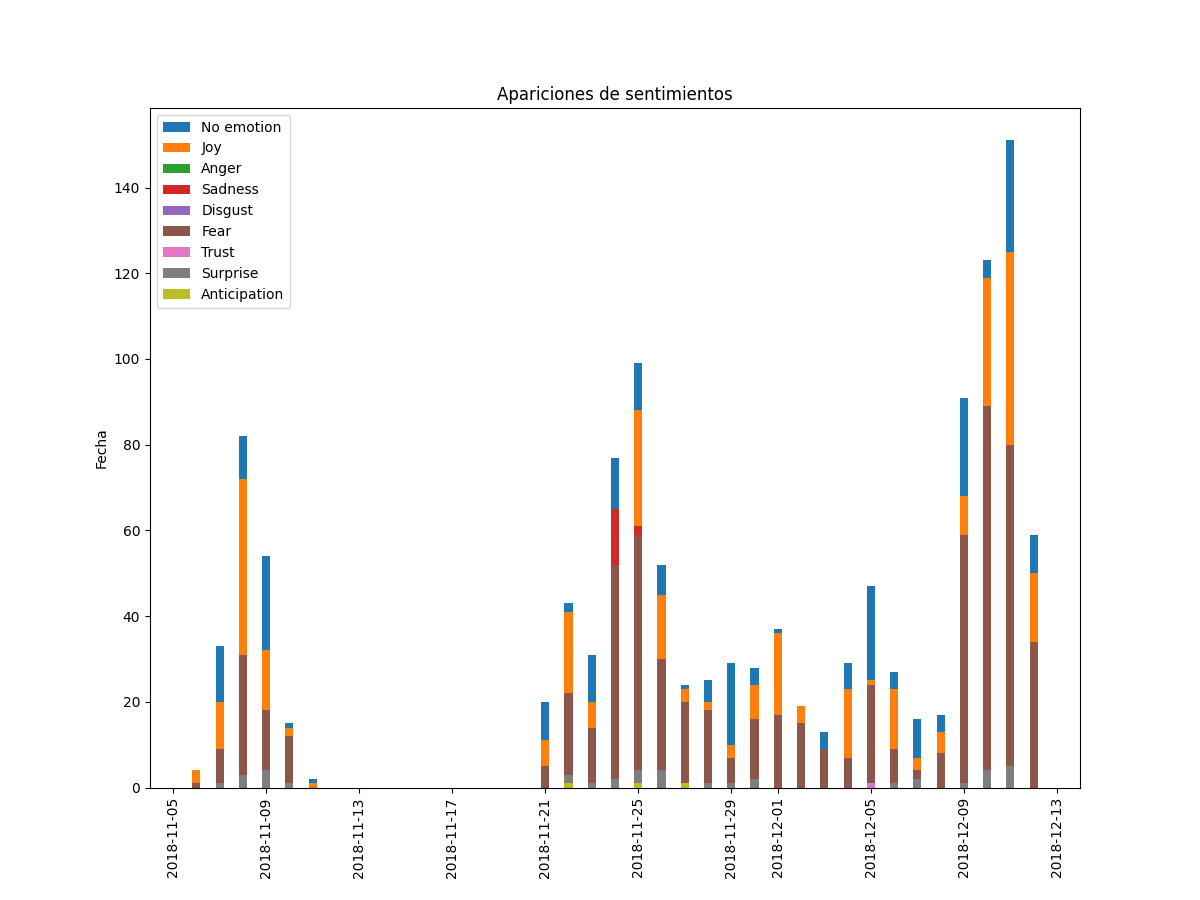 Apariciones de sentimientos
No emotion
Joy
Anger
Sadness
Disgust
Fear
Trust
Surprise
Anticipation
Fecha
140
120
100
80
60
40
20
0
2018-11-05
2018-11-09
2018-11-13
2018-11-17
2018-11-21
2018-11-25
2018-11-29
2018-12-01
2018-12-05
2018-12-09
2018-12-13